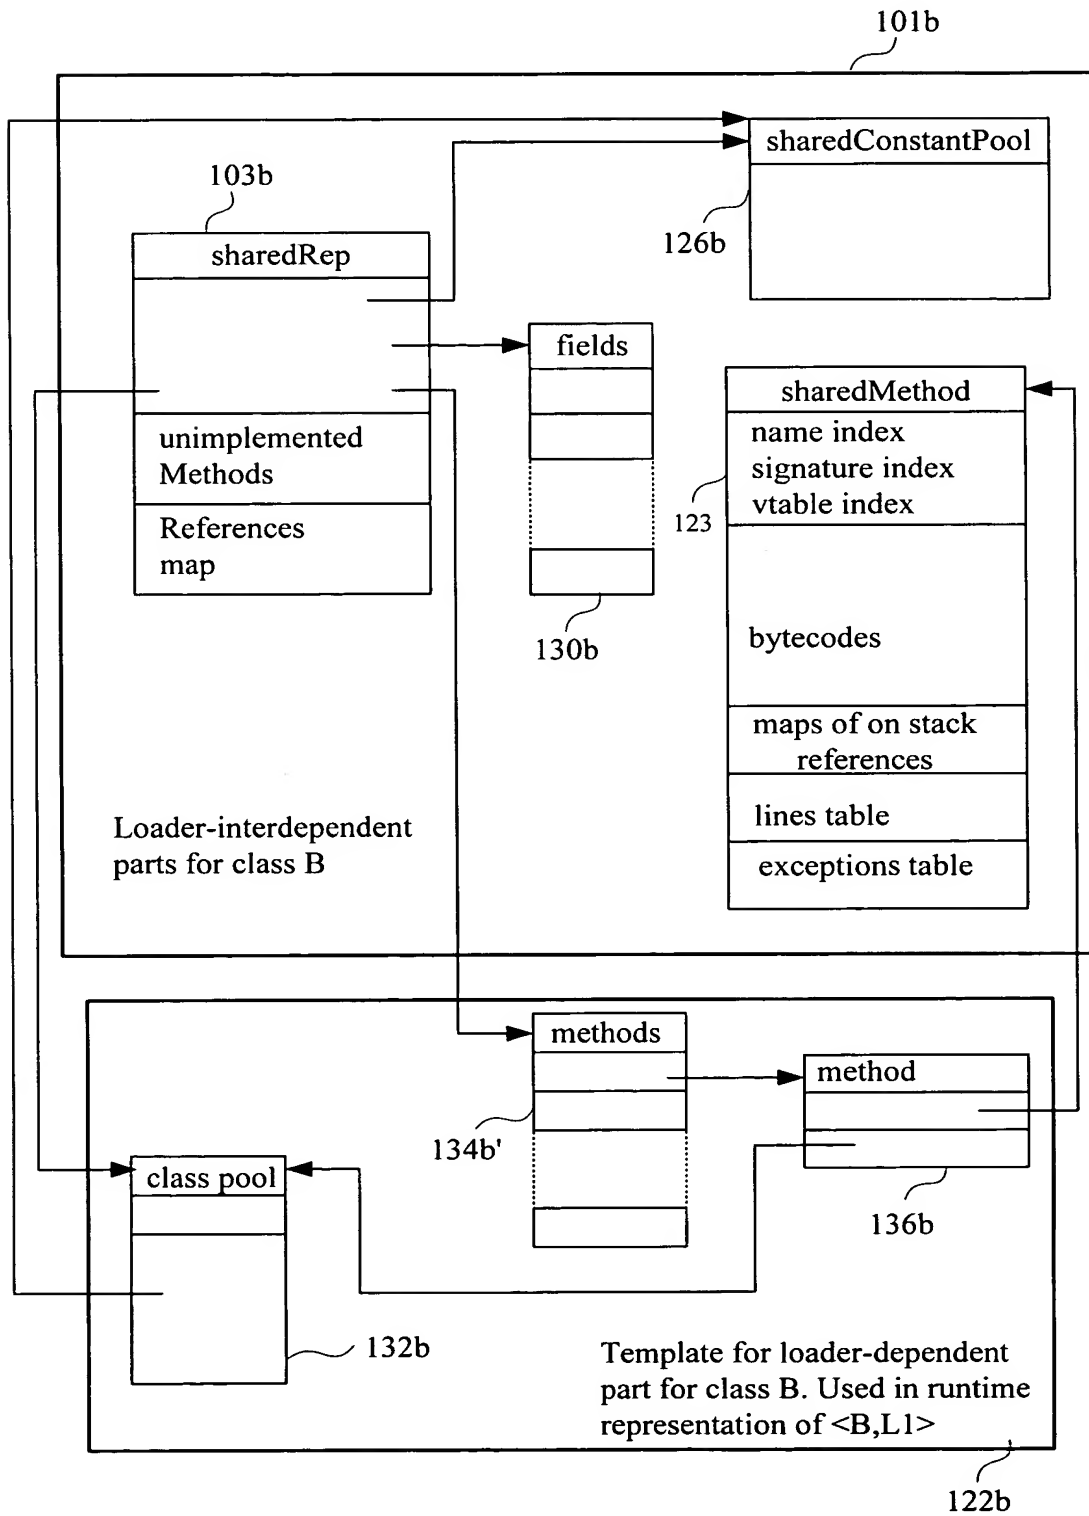 101b
sharedConstantPool
126b
103b
sharedRep
unimplemented
Methods
References
map
fields
130b
sharedMethod
name index
signature index
vtable index
123
bytecodes
maps of on stack
references
lines table
exceptions table
Loader-interdependent
parts for class B
methods
134b'
method
136b
class pool
132b
Template for loader-dependent
part for class B. Used in runtime
representation of <B,L1>
122b